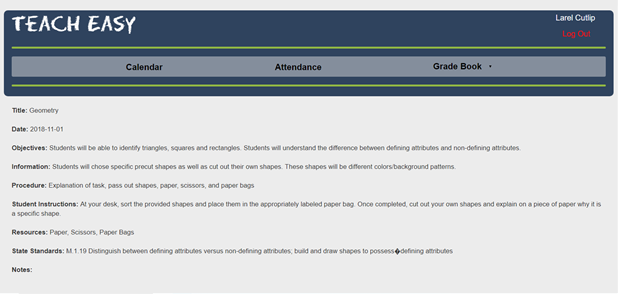 TEACH EASY
Larel Cutlip
Log Out
Calendar Attendance Grade Book
Title: Geometry
Date: 2018-11-01
Objectives: Students will be able to identify triangles, squares and rectangles. Students will understand the difference between defining attributes and non-defining attributes.
Information: Students will chose specific precut shapes as well as cut out their own shapes. These shapes will be different colors/background patterns.
Procedure: Explanation of task, pass out shapes, paper, scissors, and paper bags
Student Instructions: At your desk, sort the provided shapes and place them in the appropriately labeled paper bag. Once completed, cut out your own shapes and explain on a piece of paper why it is
a specific shape.
Resources: Paper, Scissors, Paper Bags
State Standards: M.1.19 Distinguish between defining attributes versus non-defining attributes; build and draw shapes to possess�defining attributes
Notes: